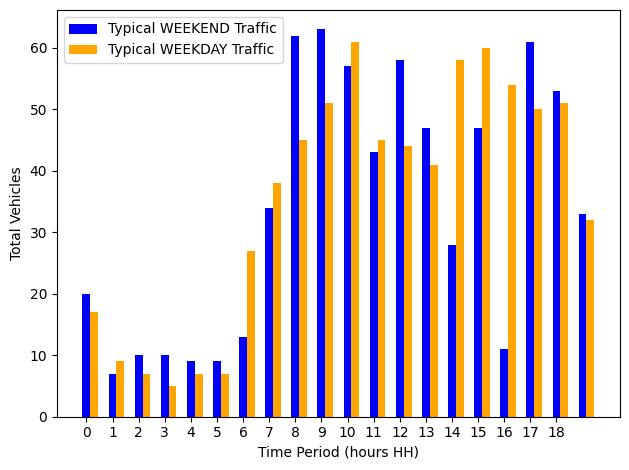 Typical WEEKEND Traffic
Typical WEEKDAY Traffic
Total Vehicles
60
50
40
30
20
10
0
0 1 2 3 4 5 6 7 8 9 10 11 12 13 14 15 16 17 18
Time Period (hours HH)